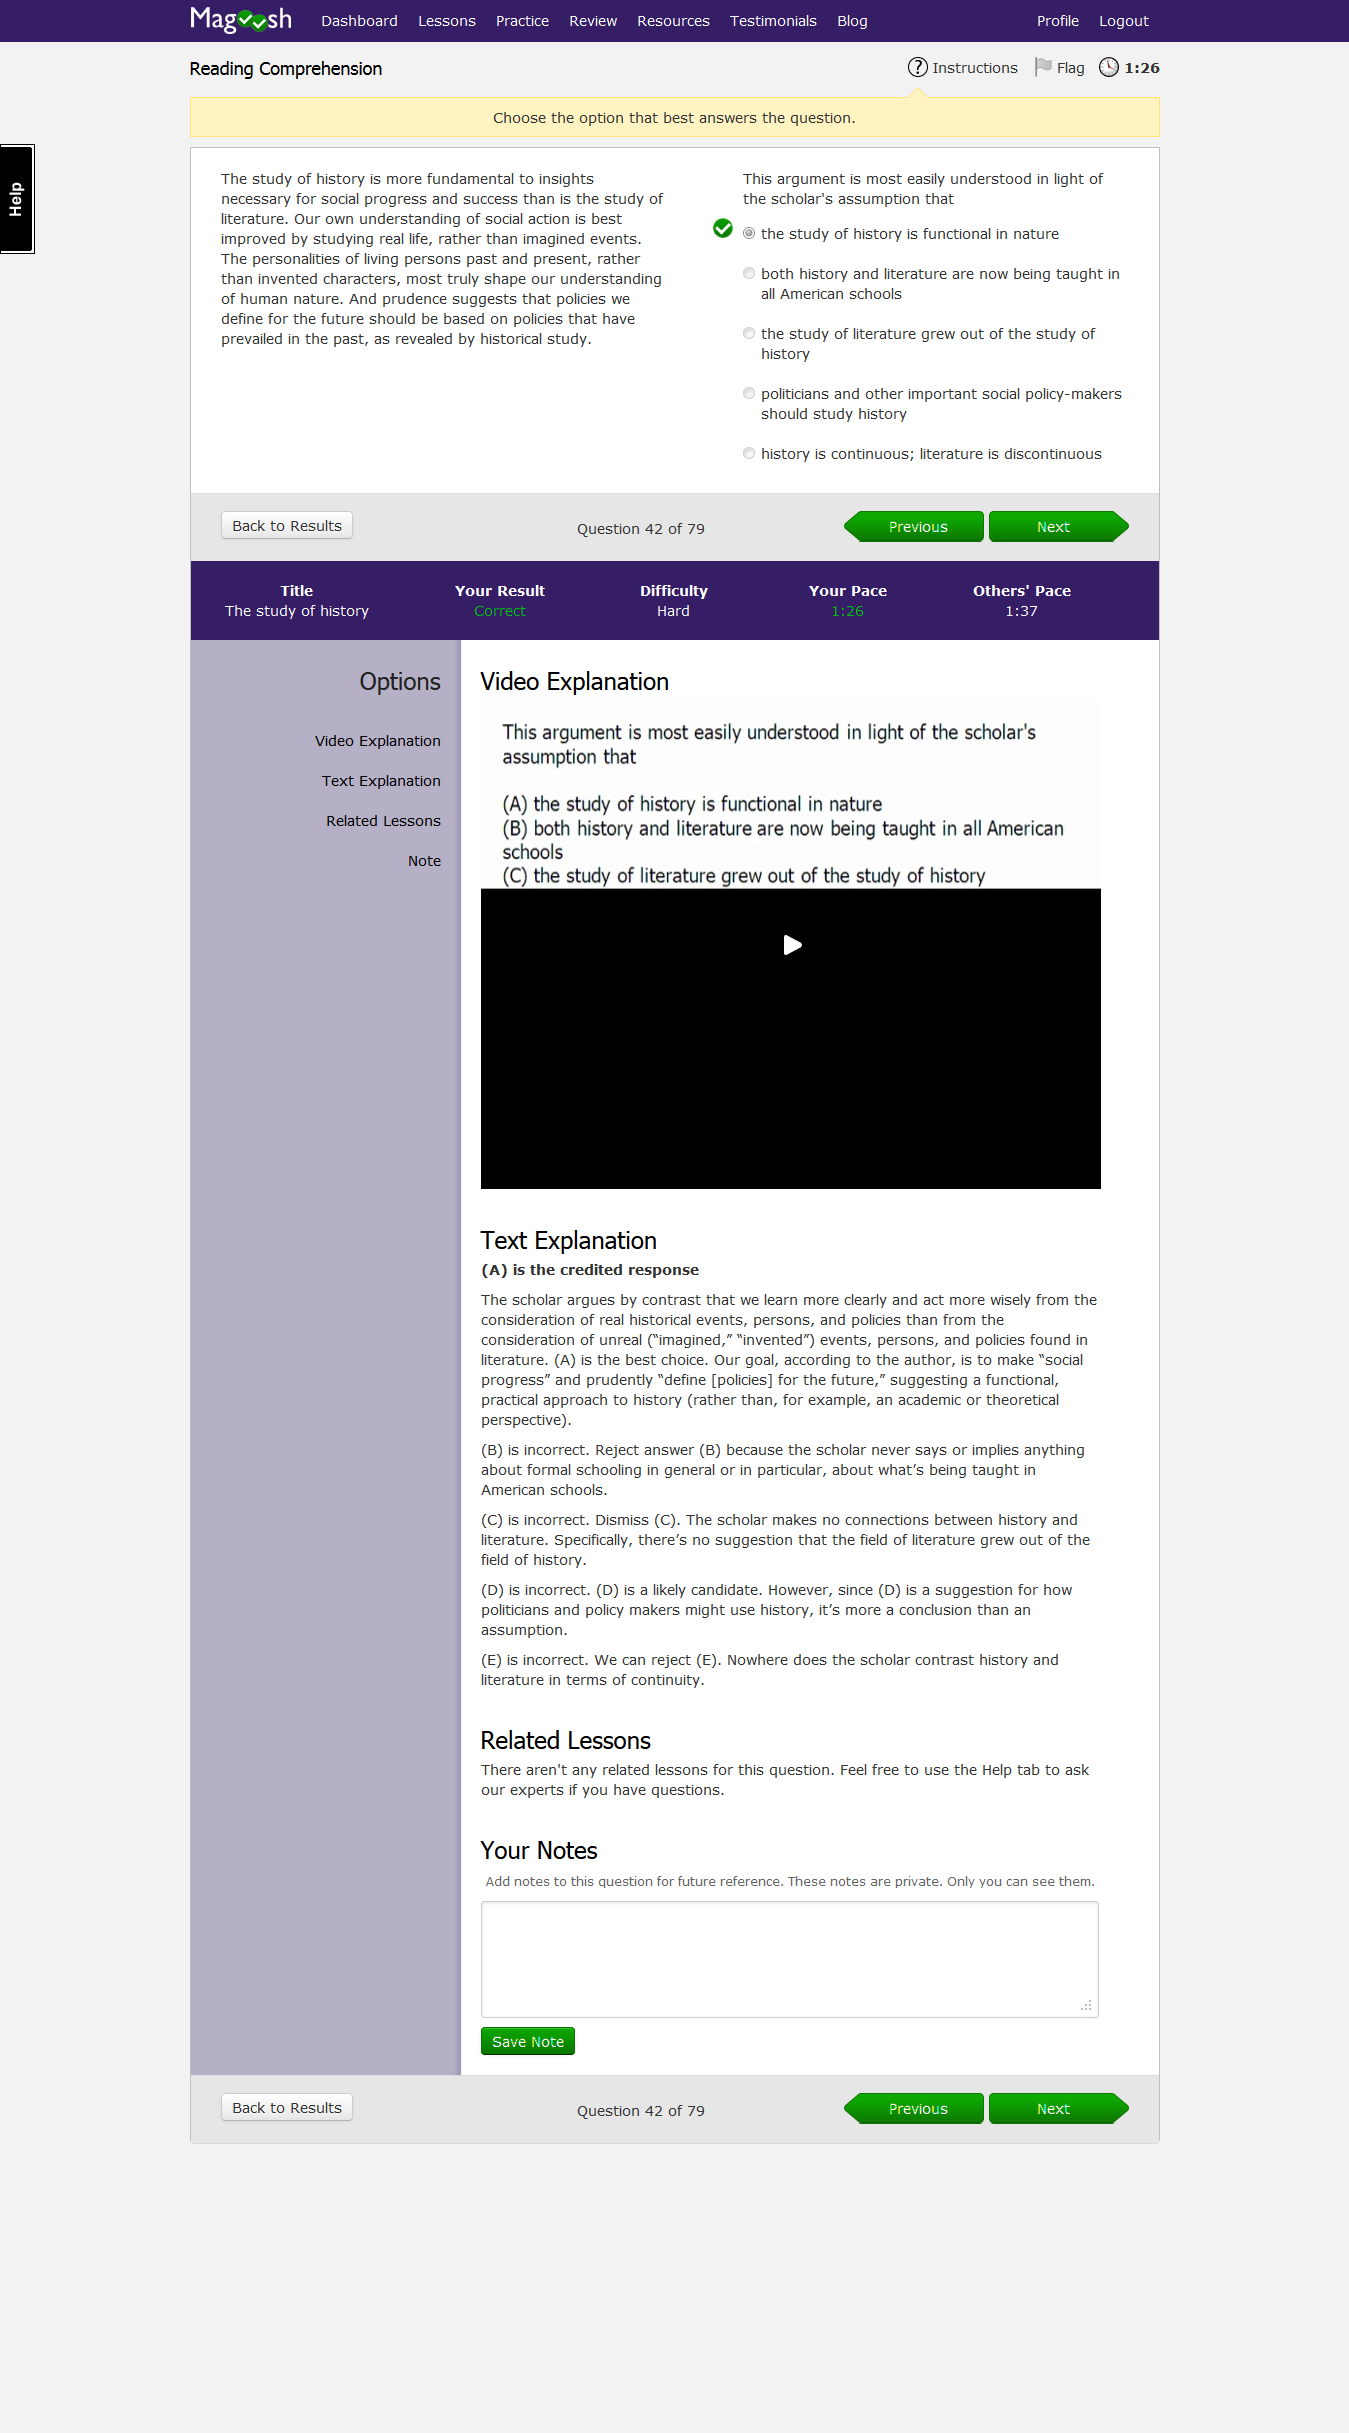 Magoosh Dashboard Lessons Practice Review Resources Testimonials Blog Profile Logout
Reading Comprehension
Instructions Flag 1:26
Choose the option that best answers the question.
Help
The study of history is more fundamental to insights
necessary for social progress and success than is the study of
literature. Our own understanding of social action is best
improved by studying real life, rather than imagined events.
The personalities of living persons past and present, rather
than invented characters, most truly shape our understanding
of human nature. And prudence suggests that policies we
define for the future should be based on policies that have
prevailed in the past, as revealed by historical study.
This argument is most easily understood in light of
the scholar's assumption that
the study of history is functional in nature
both history and literature are now being taught in
all American schools
the study of literature grew out of the study of
history
politicians and other important social policy-makers
should study history
history is continuous; literature is discontinuous
Back to Results Question 42 of 79 Previous Next
Title Your Result Difficulty Your Pace Others' Pace
The study of history Correct Hard 1:26 1:37
Options
Video Explanation
Text Explanation
Related Lessons
Note
Video Explanation
This argument is most easily understood in light of the scholar's
assumption that
(A) the study of history is functional in nature
(B) both history and literature are now being taught in all American
schools
(C) the study of literature grew out of the study of history
Text Explanation
(A) is the credited response
The scholar argues by contrast that we learn more clearly and act more wisely from the
consideration of real historical events, persons, and policies than from the
consideration of unreal (“imagined,” “invented”) events, persons, and policies found in
literature. (A) is the best choice. Our goal, according to the author, is to make “social
progress” and prudently “define [policies] for the future,” suggesting a functional,
practical approach to history (rather than, for example, an academic or theoretical
perspective).
(B) is incorrect. Reject answer (B) because the scholar never says or implies anything
about formal schooling in general or in particular, about what’s being taught in
American schools.
(C) is incorrect. Dismiss (C). The scholar makes no connections between history and
literature. Specifically, there’s no suggestion that the field of literature grew out of the
field of history.
(D) is incorrect. (D) is a likely candidate. However, since (D) is a suggestion for how
politicians and policy makers might use history, it’s more a conclusion than an
assumption.
(E) is incorrect. We can reject (E). Nowhere does the scholar contrast history and
literature in terms of continuity.
Related Lessons
There aren't any related lessons for this question. Feel free to use the Help tab to ask
our experts if you have questions.
Your Notes
Add notes to this question for future reference. These notes are private. Only you can see them.
Save Note
Back to Results Question 42 of 79 Previous Next